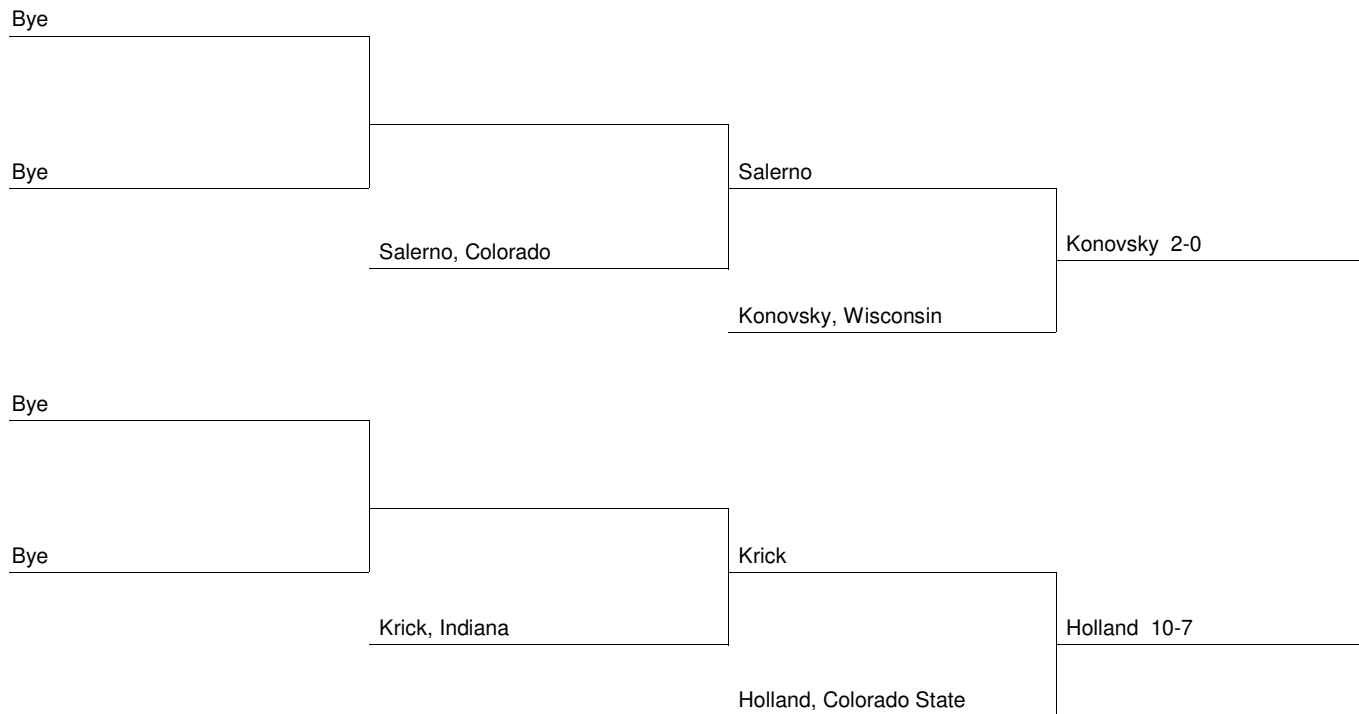 Bye
Bye
Salerno
Konovsky  2-0
Salerno, Colorado
Konovsky, Wisconsin
Bye
Bye
Krick
Krick, Indiana
Holland  10-7
Holland, Colorado State